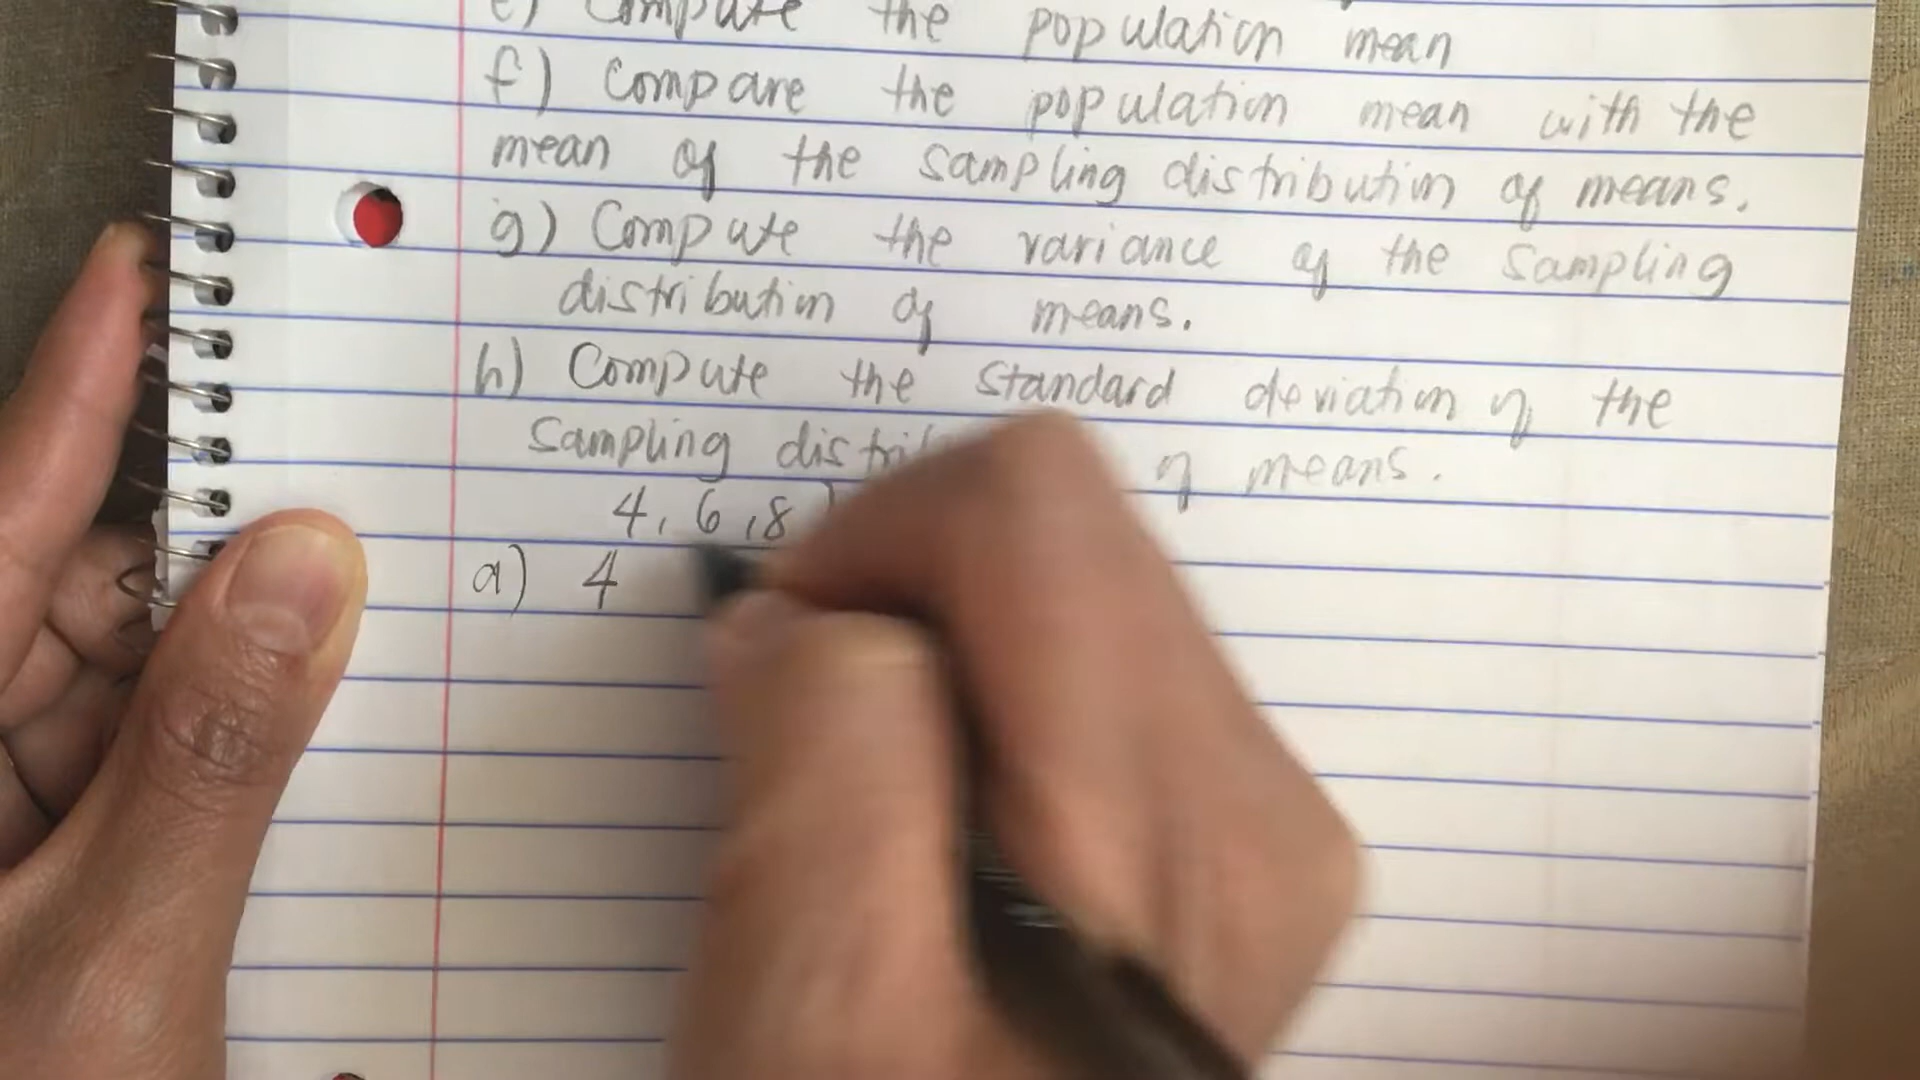 e) Compute the population mean
f) Compare the population mean with the
mean of the sampling distribution of means.
g) Compute the variance of the sampling
distribution of means.
h) Compute the standard deviation of the
sampling of means.
4, 6, 8
a) 4